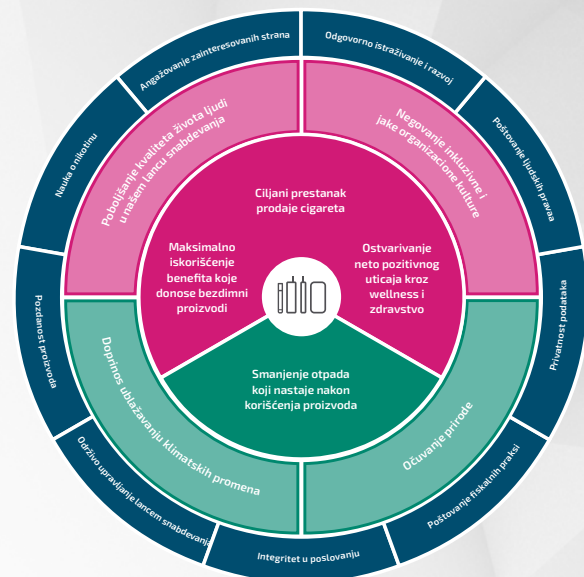 Angažovanje zainteresovanih strana
Odgovorno istraživanje i razvoj
Nauka o nikotinu
Poštovanje ljudskih pravaa
Poboljšanje kvaliteta života ljudi
u našem lancu snabdevanja
Negovanje inkluzivne i
jake organizacione kulture
Ciljani prestanak
prodaje cigareta
Maksimalno
iskorišćenje
benefita koje
donose bezdimni
proizvodi
Ostvarivanje
neto pozitivnog
uticaja kroz
wellness i
zdravstvo
Pozdanost proizvoda
Privatnost podataka
Smanjenje otpada
koji nastaje nakon
korišćenja proizvoda
Doprinos ublažavanju klimatskih promena
Očuvanje prirode
Održivo upravljanje lancem snabdevanja
Integritet u poslovanju
Poštovanje fiskalnih praksi